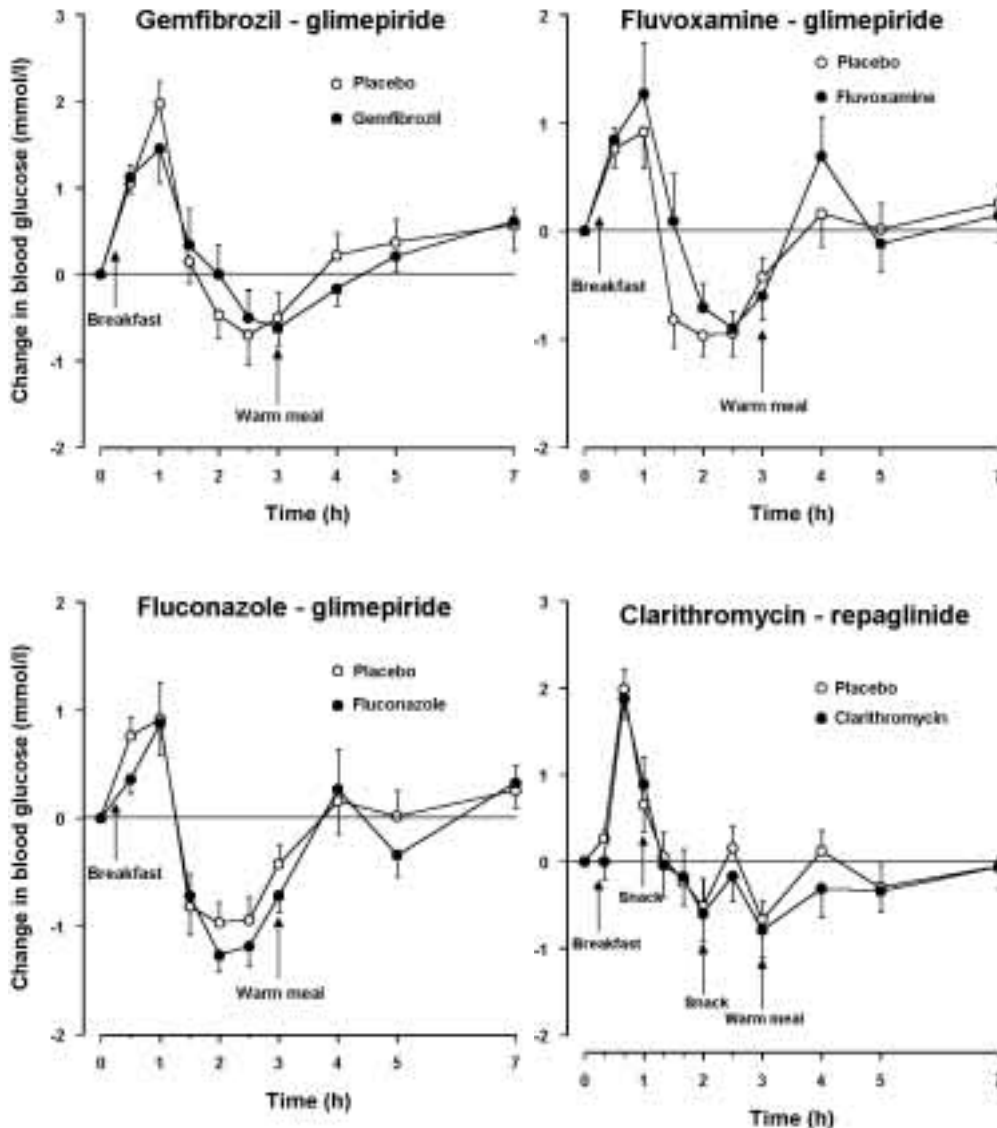 Gemfibrozil - glimepiride
3
2
1
0
-1
-2
Change in blood glucose (mmol/l)
Placebo
Gemfibrozil
Breakfast
Warm meal
0 1 2 3 4 5 7
Time (h)
Fluvoxamine - glimepiride
2
1
0
-1
-2
Placebo
Fluvoxamine
Breakfast
Warm meal
0 1 2 3 4 5 7
Time (h)
Fluconazole - glimepiride
2
1
0
-1
-2
Change in blood glucose (mmol/l)
Placebo
Fluconazole
Breakfast
Warm meal
0 1 2 3 4 5 7
Time (h)
Clarithromycin - repaglinide
3
2
1
0
-1
-2
Placebo
Clarithromycin
Breakfast
Snack
Snack
Warm meal
0 1 2 3 4 5 7
Time (h)